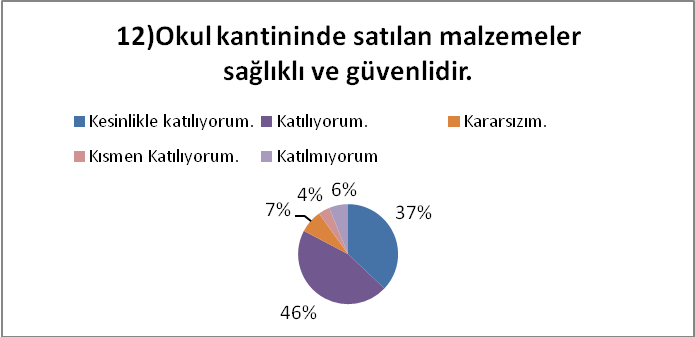 12)Okul kantininde satılan malzemeler
sağlıklı ve güvenlidir.
Kesinlikle katılıyorum. Katılıyorum. Kararsızım.
Kısmen Katılıyorum. Katılmıyorum
4% 6%
7% 37%
46%